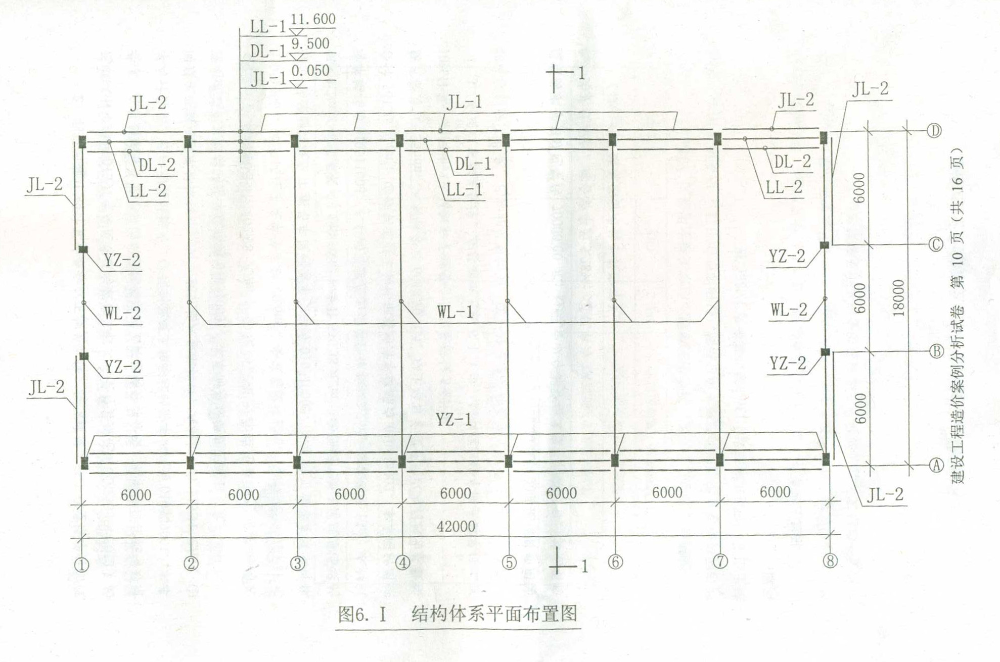 LL-1 11.600
DL-1 9.500
JL-1 0.050
1
JL-2
JL-1
JL-2
JL-2
D
DL-2
DL-1
DL-2
JL-2
LL-2
LL-1
LL-2
6000
C
YZ-2
YZ-2
WL-2
WL-1
WL-2
6000
18000
B
YZ-2
YZ-2
JL-2
6000
YZ-1
A
6000 6000 6000 6000 6000 6000 6000
JL-2
42000
① ② ③ ④ ⑤ ⑥ ⑦ ⑧
1
图6.I 结构体系平面布置图
建设工程造价案例分析试卷 第 10 页（共 16 页）